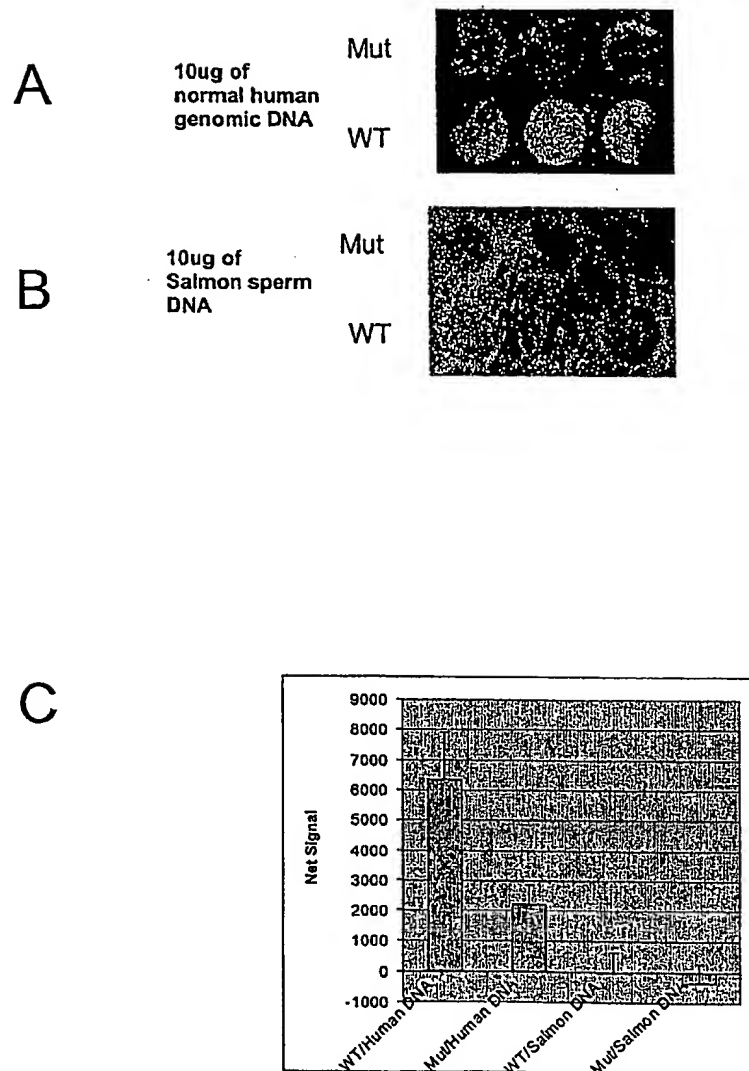 A
10ug of
normal human
genomic DNA
Mut
WT
B
10ug of
Salmon sperm
DNA
Mut
WT
C
Net Signal
9000
8000
7000
6000
5000
4000
3000
2000
1000
0
-1000
WT/Human DNA
Mut/Human DNA
WT/Salmon DNA
Mut/Salmon DNA